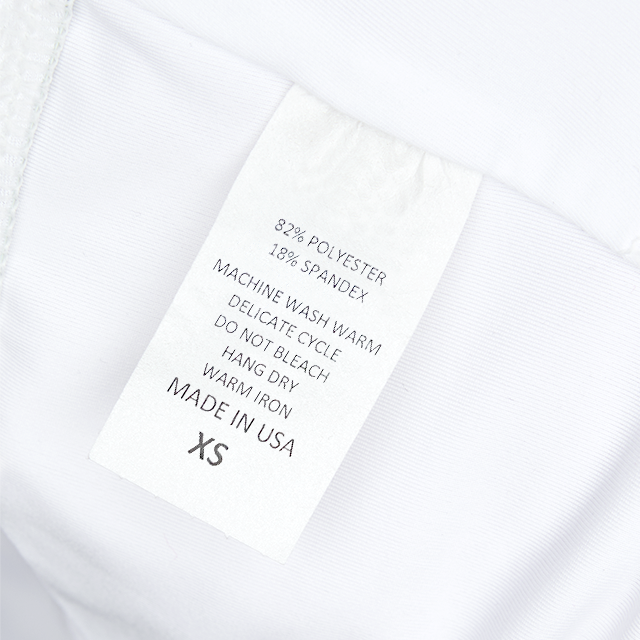 82% POLYESTER
18% SPANDEX
MACHINE WASH WARM
DELICATE CYCLE
DO NOT BLEACH
HANG DRY
WARM IRON
MADE IN USA
XS